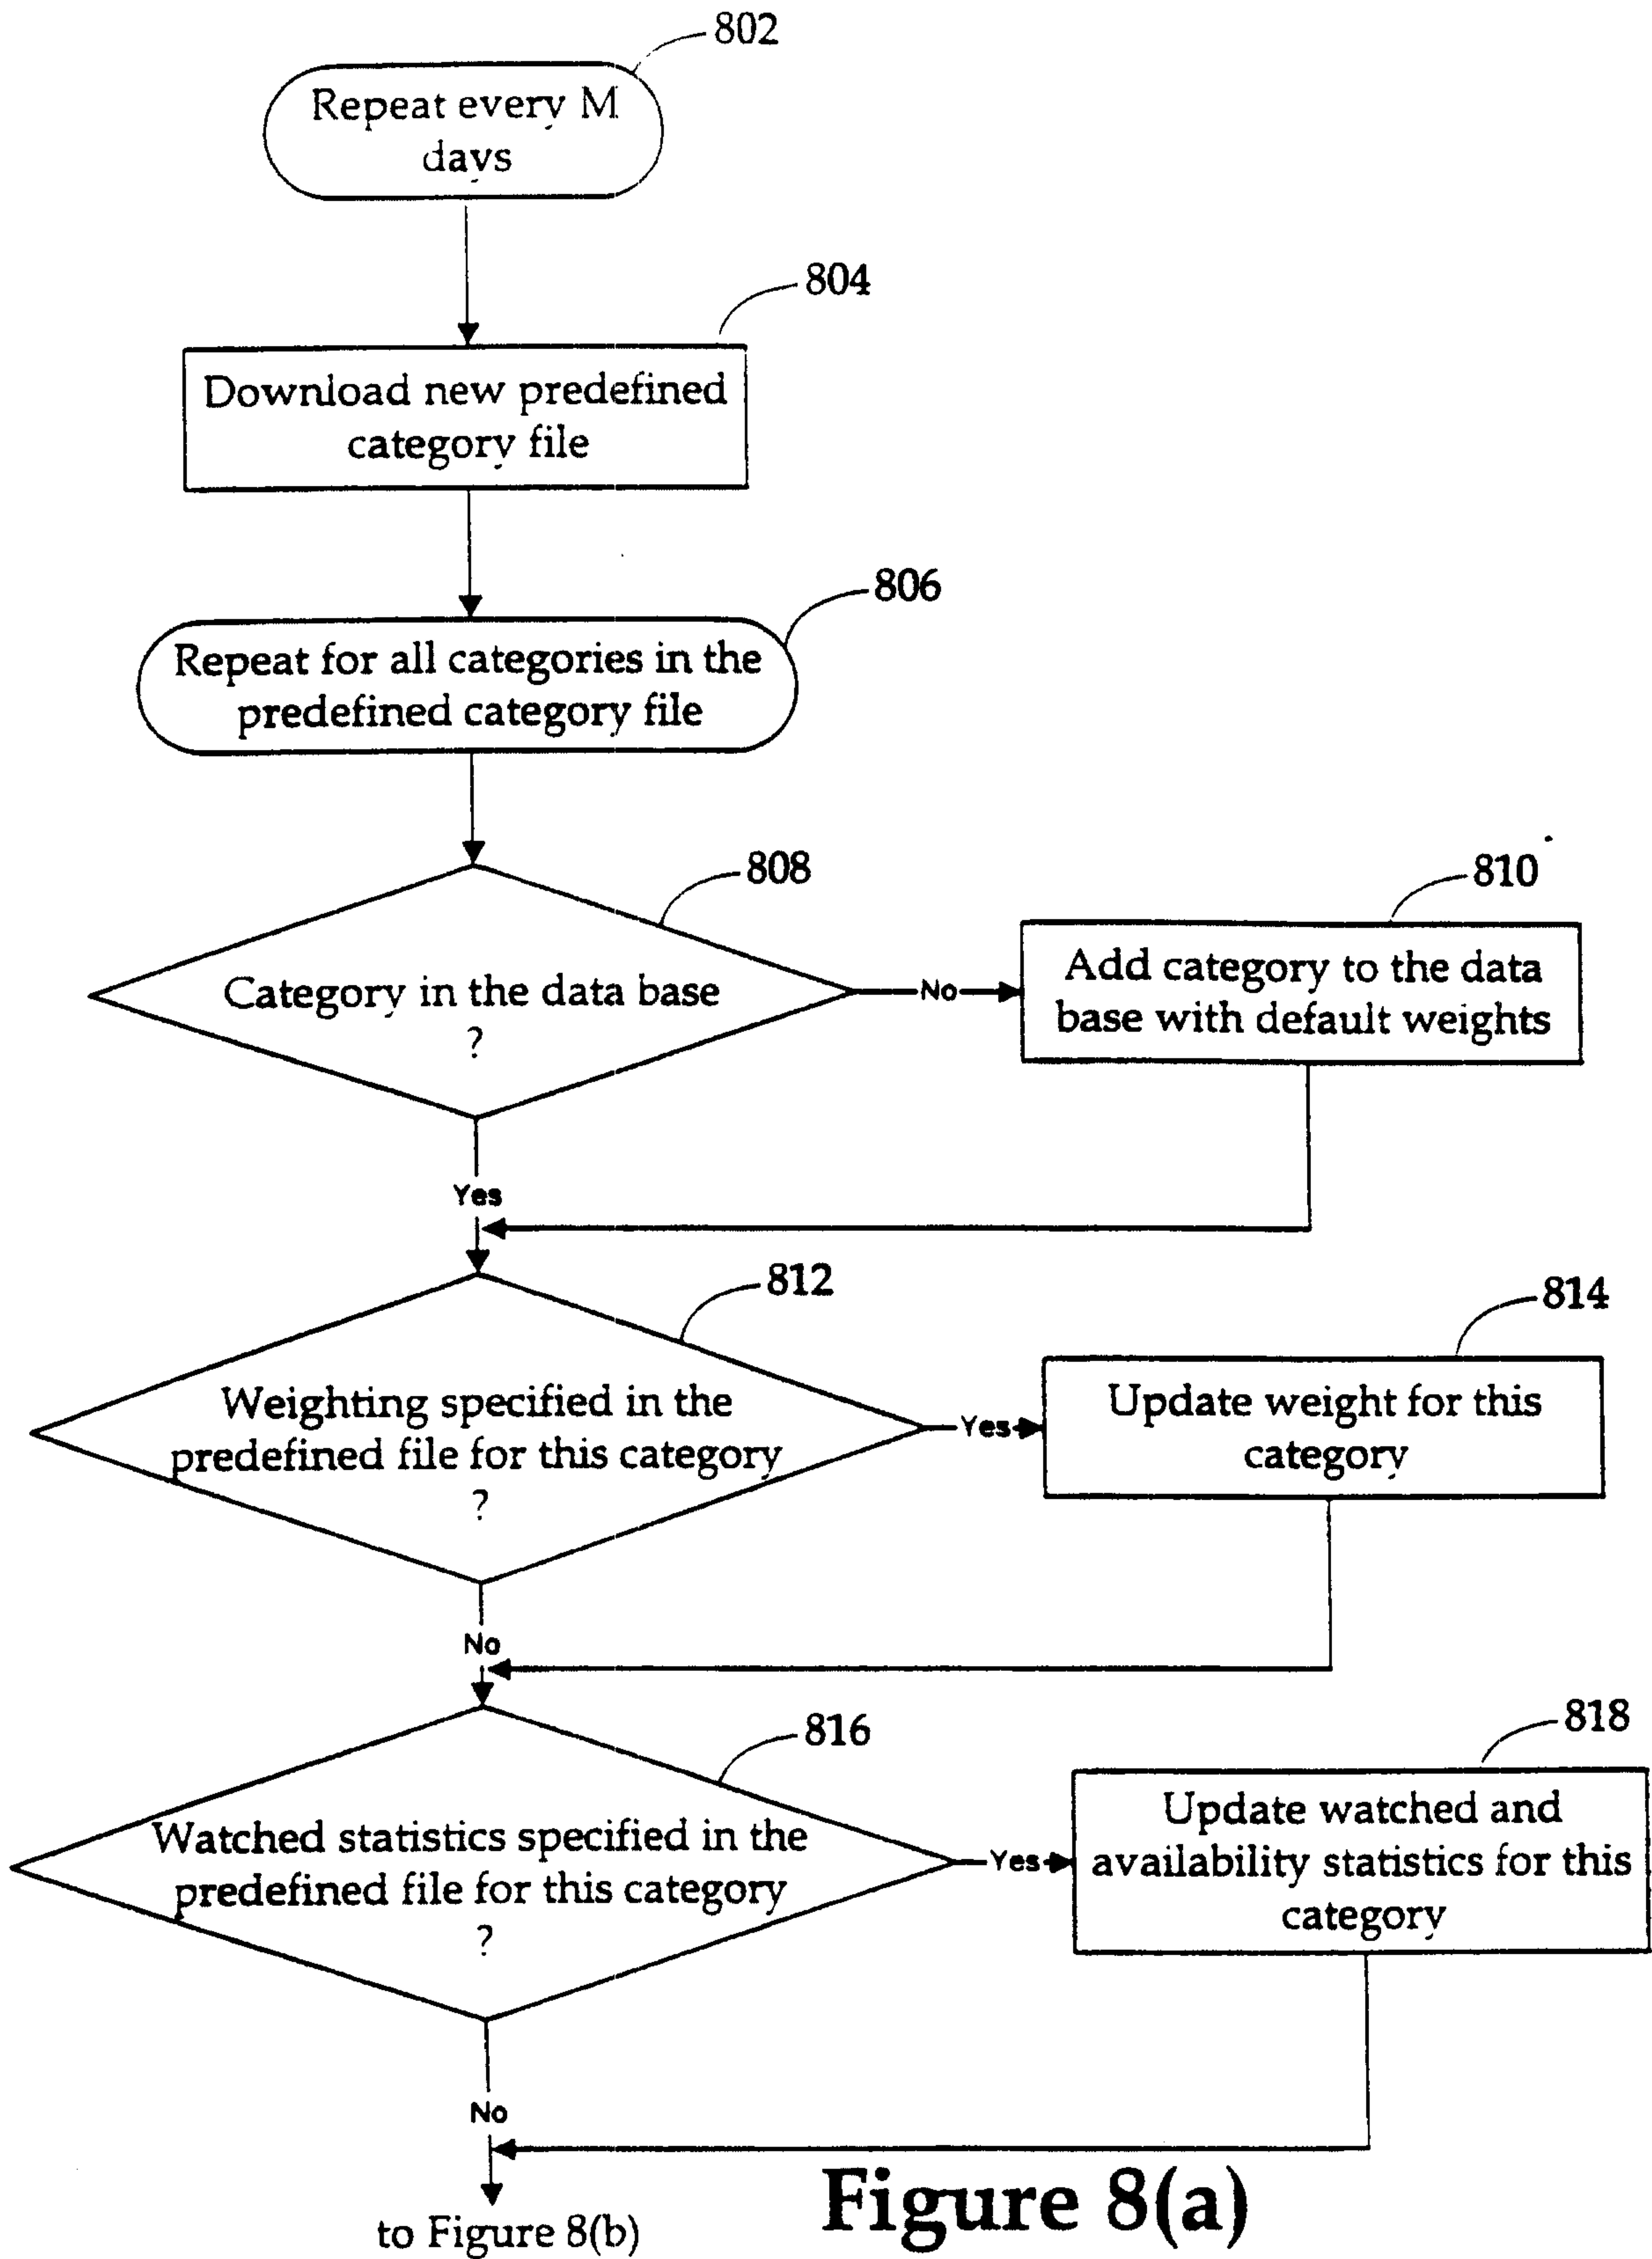 802
Repeat every M
days
804
Download new predefined
category file
806
Repeat for all categories in the
predefined category file
808
Category in the data base
?
No
810
Add category to the data
base with default weights
Yes
812
Weighting specified in the
predefined file for this category
?
Yes
814
Update weight for this
category
No
816
Watched statistics specified in the
predefined file for this category
?
Yes
818
Update watched and
availability statistics for this
category
No
to Figure 8(b)
Figure 8(a)